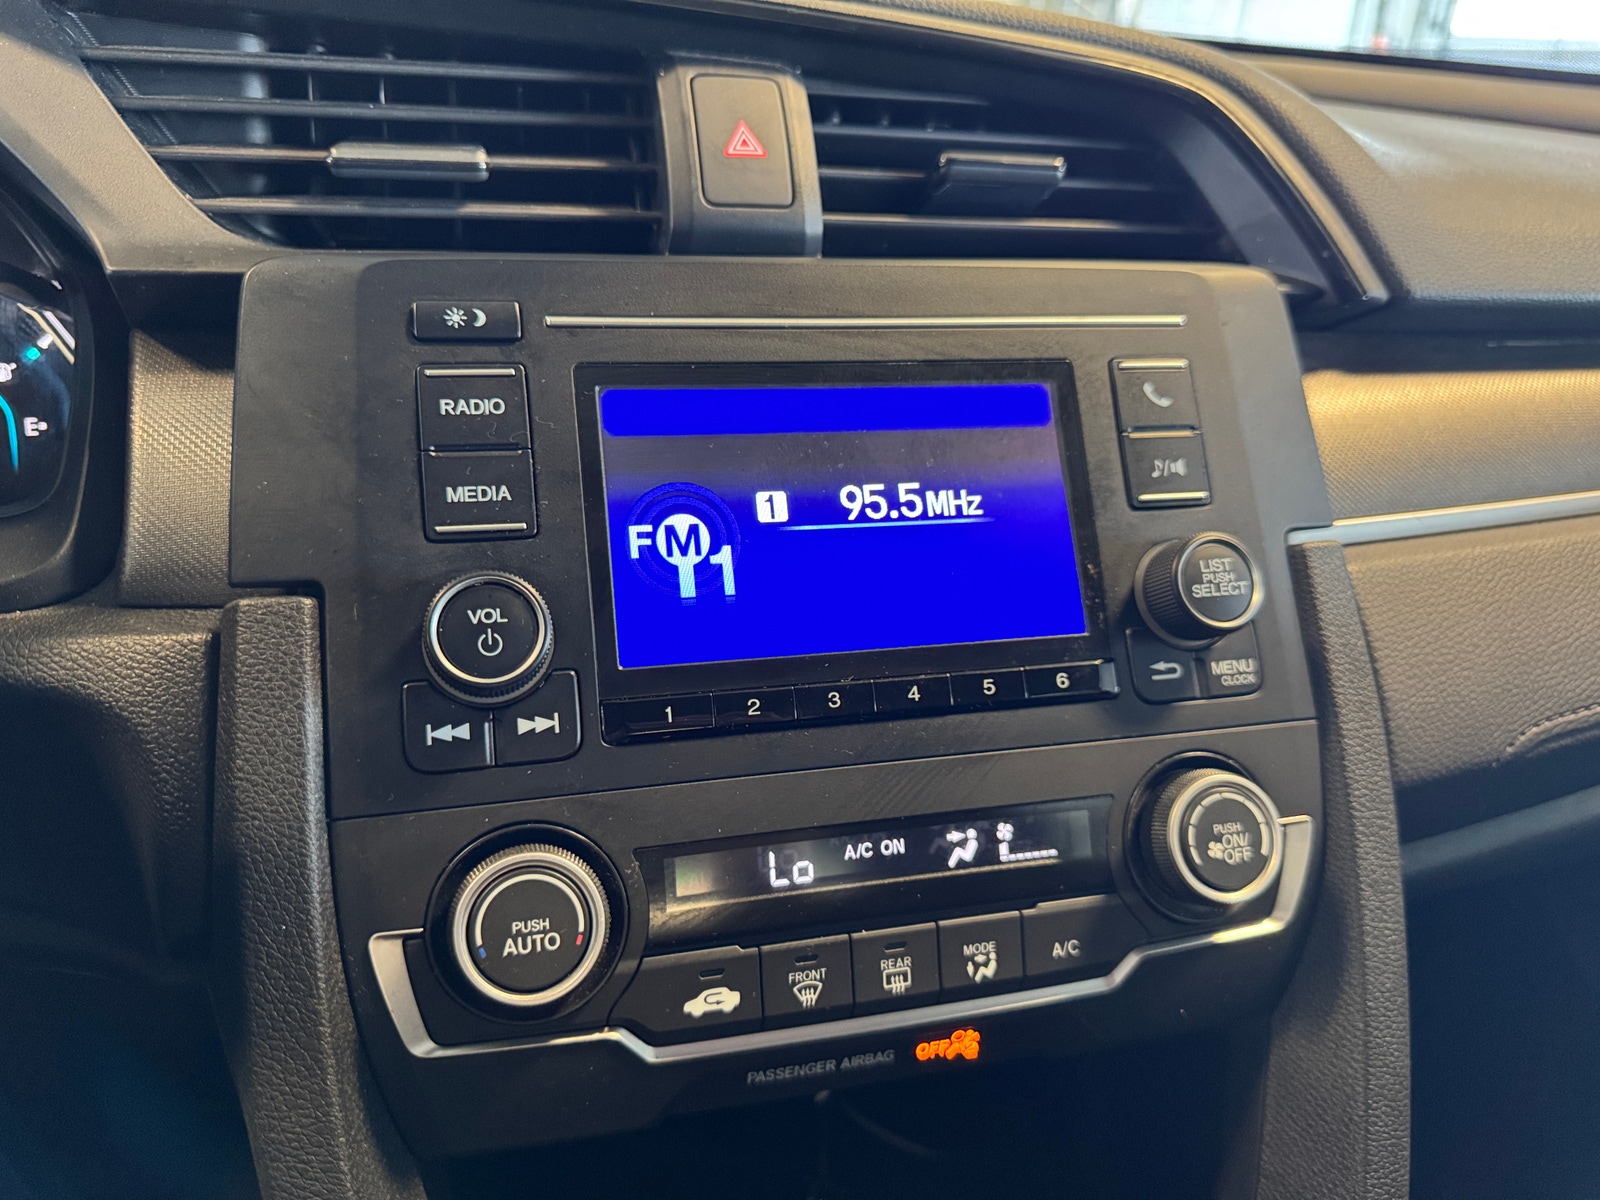 E
RADIO
MEDIA
VOL
1 95.5MHz
FM1
LIST
PUSH
SELECT
MENU
CLOCK
1 2 3 4 5 6
Lo A/C ON
PUSH
AUTO
PUSH
ON/
OFF
FRONT
REAR
MODE
A/C
PASSENGER AIRBAG OFF